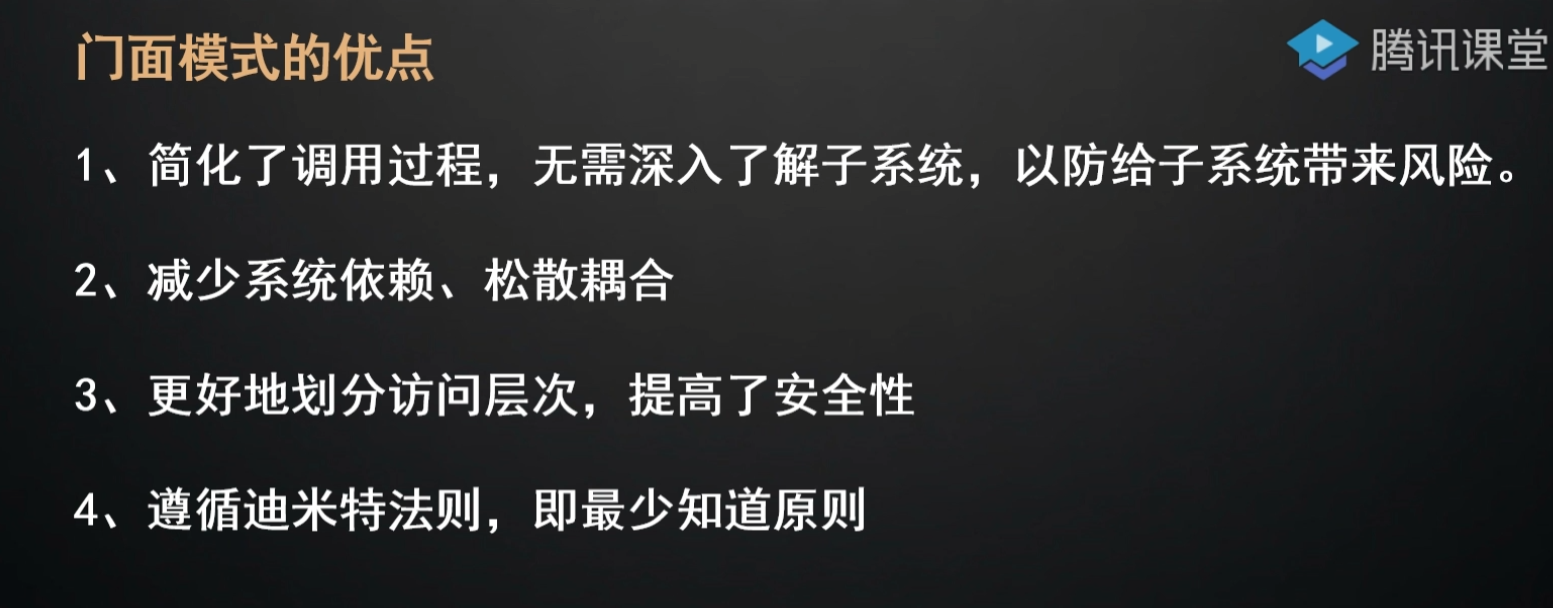 门面模式的优点
腾讯课堂
1、简化了调用过程，无需深入了解子系统，以防给子系统带来风险。
2、减少系统依赖、松散耦合
3、更好地划分访问层次，提高了安全性
4、遵循迪米特法则，即最少知道原则